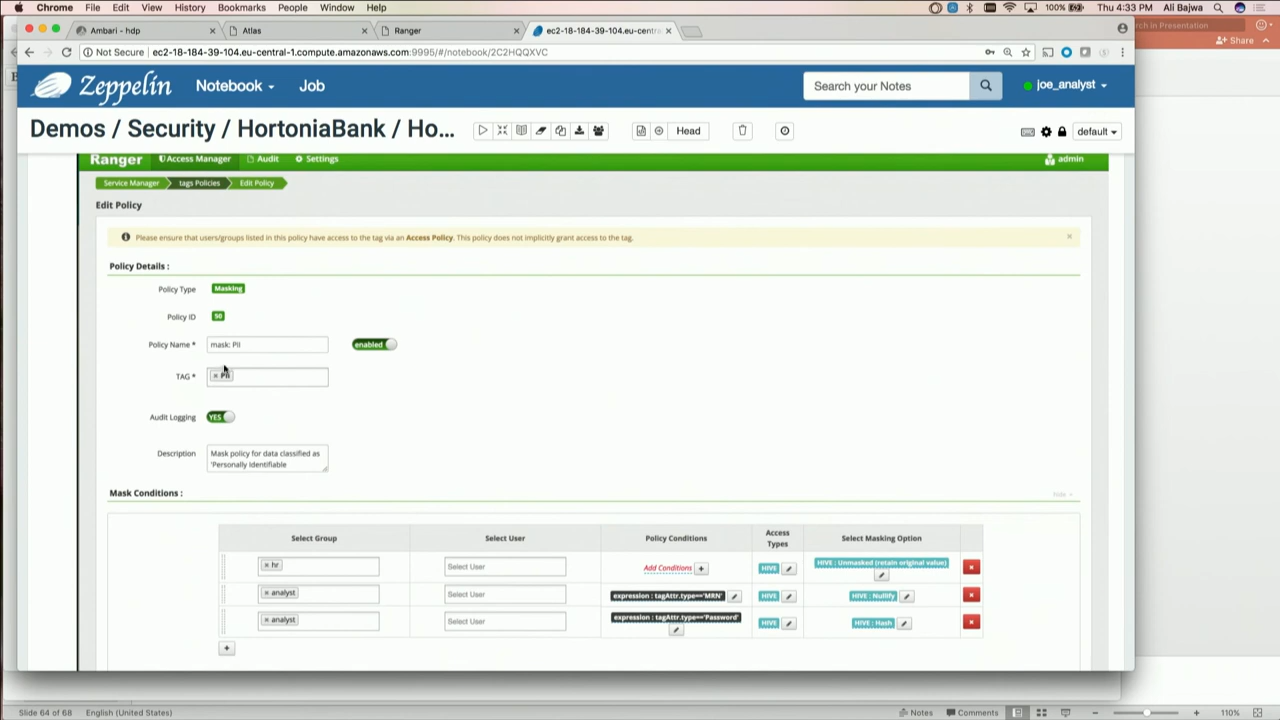 Chrome File Edit View History Bookmarks People Window Help 100% Thu 4:33 PM Ali Bajwa
Ambari - hdp Atlas Ranger ec2-18-184-39-104.eu-centr
rch in Presentation
Share
Not Secure ec2-18-184-39-104.eu-central-1.compute.amazonaws.com:9995/#/notebook/2C2HQQXVC
Zeppelin Notebook Job Search your Notes joe_analyst
Demos / Security / HortoniaBank / Ho... Head default
Ranger Access Manager Audit Settings admin
Service Manager tags Policies Edit Policy
Edit Policy
Please ensure that users/groups listed in this policy have access to the tag via an Access Policy. This policy does not implicitly grant access to the tag.
Policy Details :
Policy Type Masking
Policy ID 50
Policy Name * mask: PII enabled
TAG * × PII
Audit Logging YES
Description Mask policy for data classified as
'Personally Identifiable
Mask Conditions : hide
Select Group Select User Policy Conditions Access Types Select Masking Option
× hr Select User Add Conditions + HIVE HIVE : Unmasked (retain original value) ×
× analyst Select User expression : tagAttr.type=='MRN' HIVE HIVE : Nullify ×
× analyst Select User expression : tagAttr.type=='Password' HIVE HIVE : Hash ×
+
Slide 64 of 68 English (United States) Notes Comments 110%